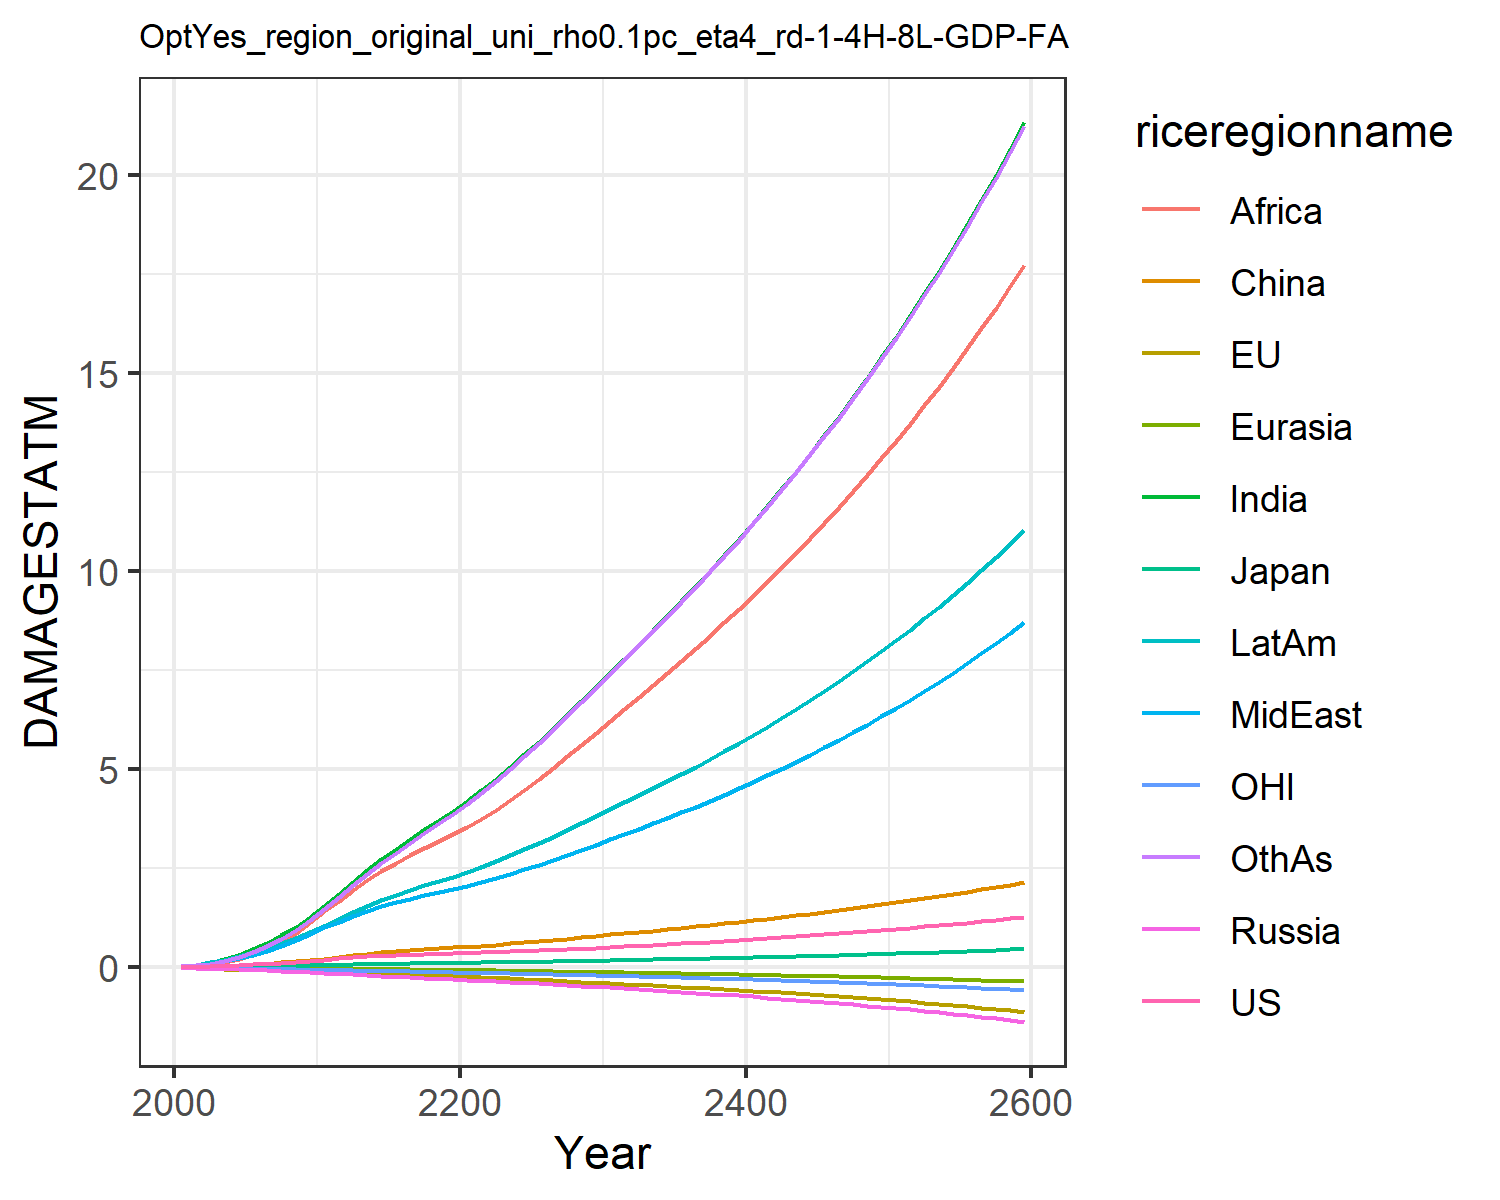 OptYes_region_original_uni_rho0.1pc_eta4_rd-1-4H-8L-GDP-FA
DAMAGESTATM
20
15
10
5
0
2000
2200
2400
2600
Year
riceregionname
Africa
China
EU
Eurasia
India
Japan
LatAm
MidEast
OHI
OthAs
Russia
US